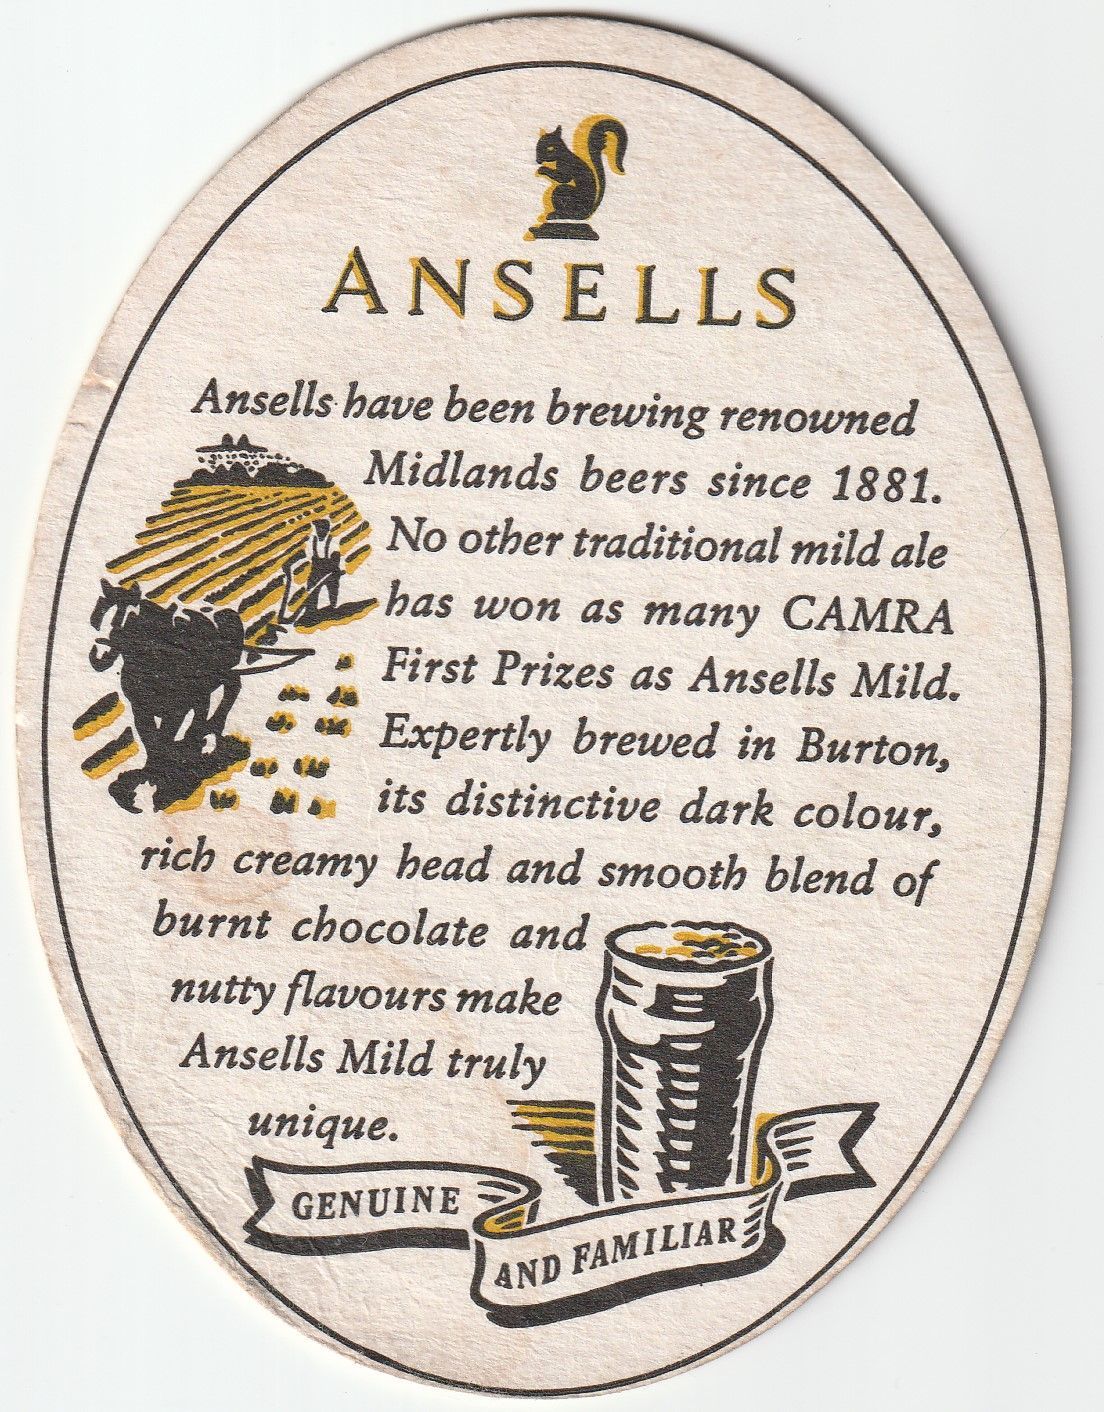 ANSELLS
Ansells have been brewing renowned
Midlands beers since 1881.
No other traditional mild ale
has won as many CAMRA
First Prizes as Ansells Mild.
Expertly brewed in Burton,
its distinctive dark colour,
rich creamy head and smooth blend of
burnt chocolate and
nutty flavours make
Ansells Mild truly
unique.
GENUINE
AND FAMILIAR